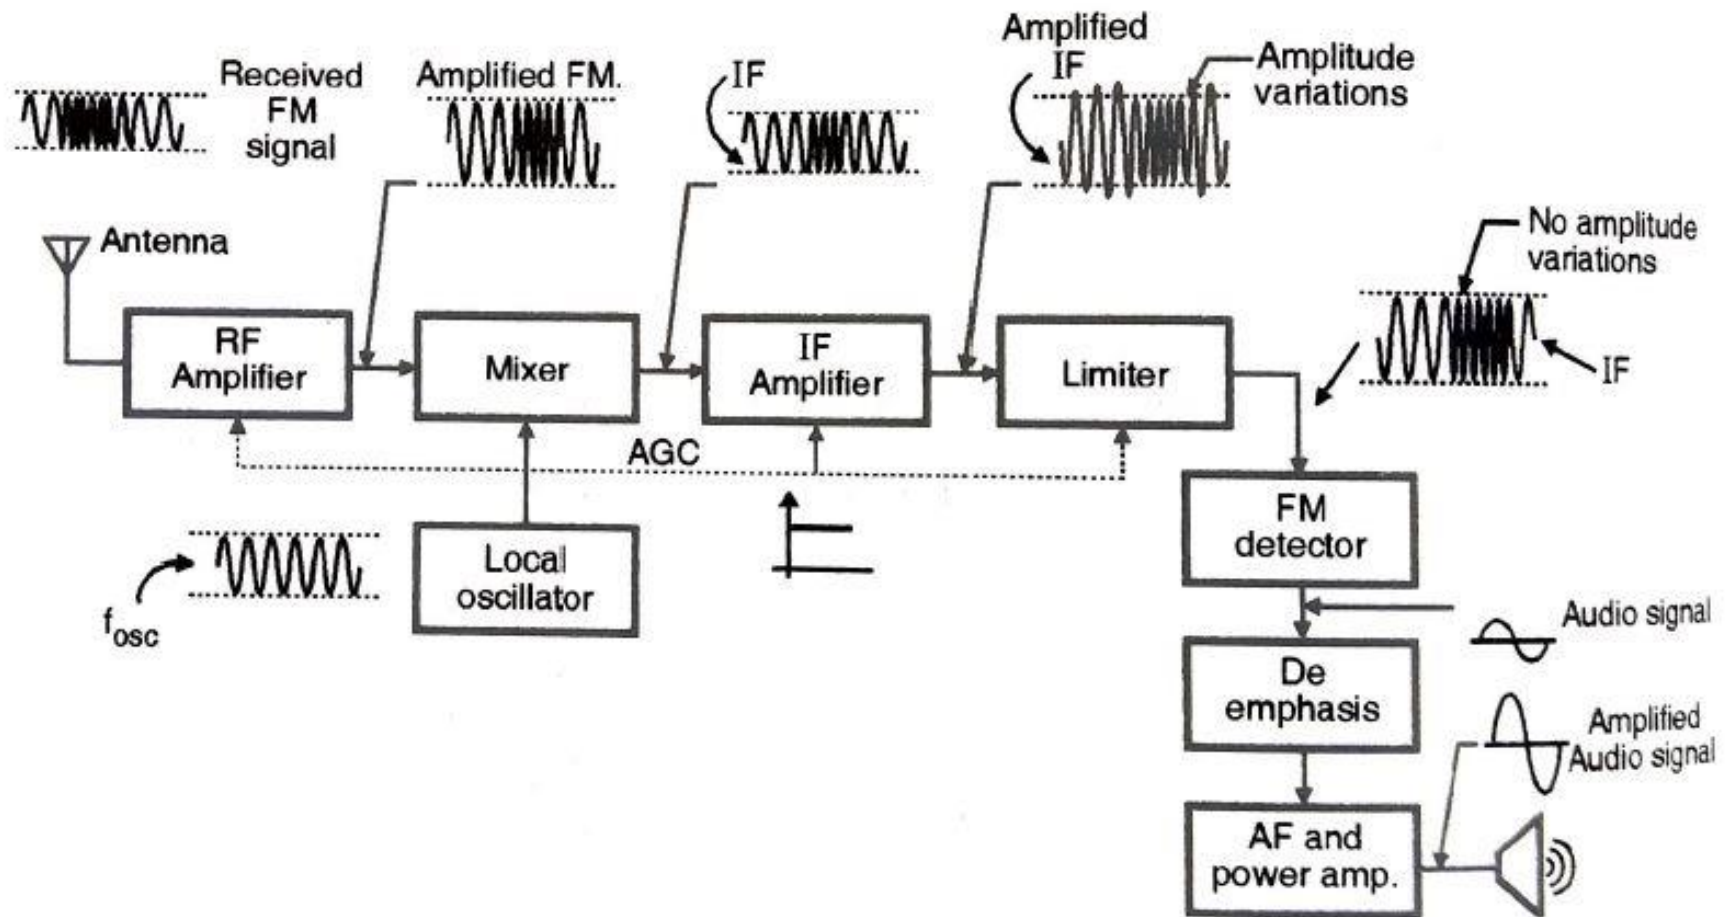 Received
FM
signal
Amplified FM.
IF
Amplified
IF
Amplitude
variations
Antenna
No amplitude
variations
IF
RF
Amplifier
Mixer
IF
Amplifier
Limiter
AGC
fosc
Local
oscillator
FM
detector
Audio signal
De
emphasis
Amplified
Audio signal
AF and
power amp.